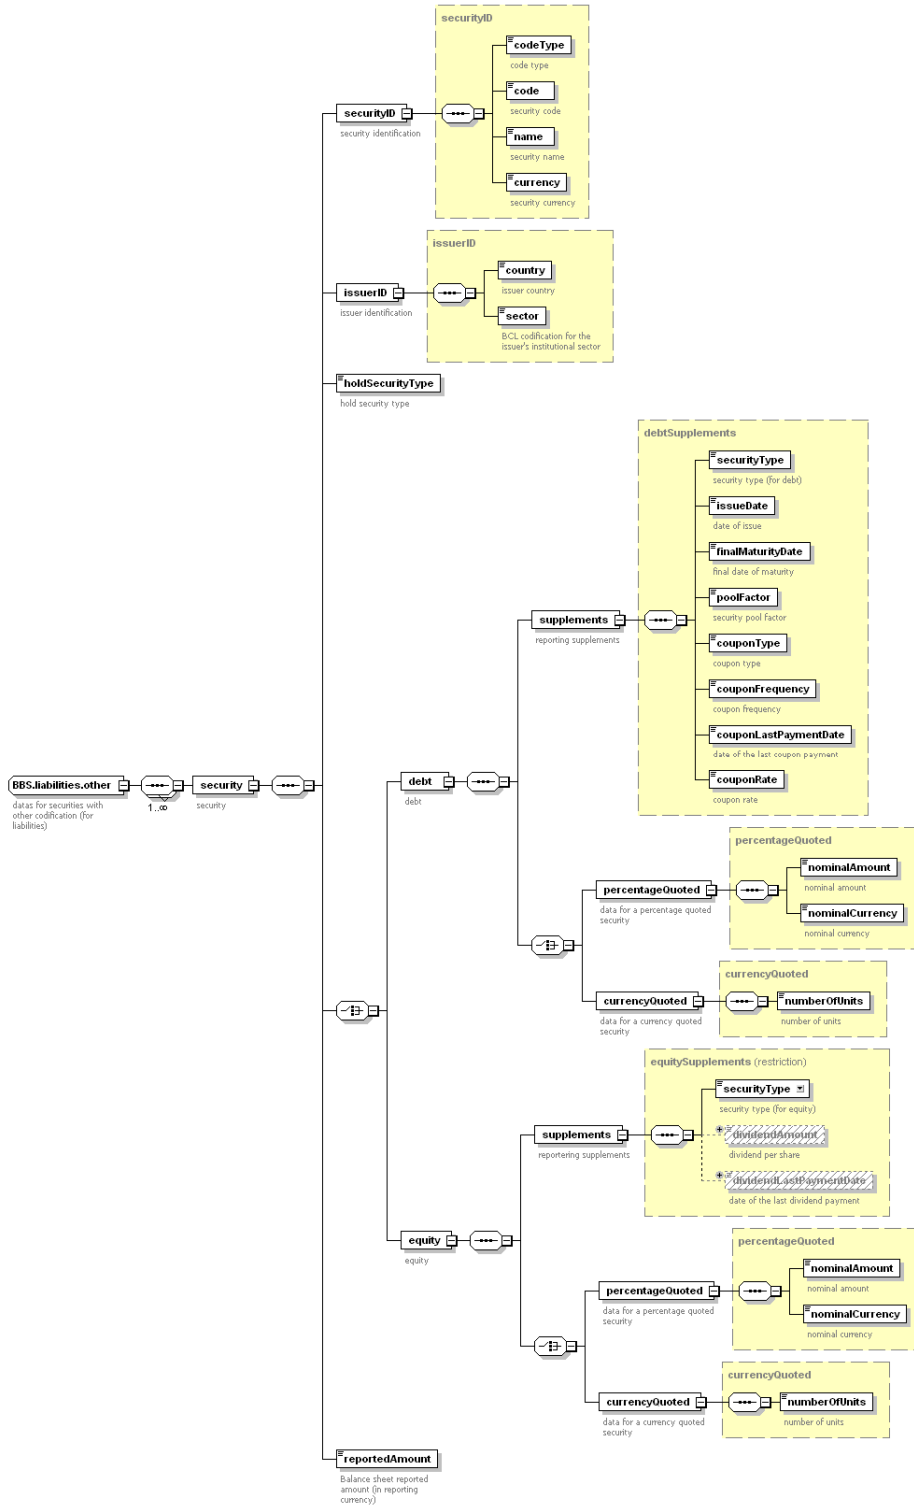 securityID
codeType
code type
code
security code
name
security name
currency
security currency
securityID
security identification
issuerID
country
issuer country
sector
BCL codification for the
issuer's institutional sector
issuerID
issuer identification
holdSecurityType
hold security type
debtSupplements
securityType
security type (for debt)
issueDate
date of issue
finalMaturityDate
final date of maturity
poolFactor
security pool factor
couponType
coupon type
couponFrequency
coupon frequency
couponLastPaymentDate
date of the last coupon payment
couponRate
coupon rate
supplements
reporting supplements
BBS.liabilities.other
datas for securities with
other codification (for
liabilities)
1..∞
security
security
debt
debt
percentageQuoted
nominalAmount
nominal amount
nominalCurrency
nominal currency
percentageQuoted
data for a percentage quoted
security
currencyQuoted
numberOfUnits
number of units
currencyQuoted
data for a currency quoted
security
equitySupplements (restriction)
securityType
security type (for equity)
dividendAmount
dividend per share
dividendLastPaymentDate
date of the last dividend payment
supplements
reportering supplements
equity
equity
percentageQuoted
nominalAmount
nominal amount
nominalCurrency
nominal currency
percentageQuoted
data for a percentage quoted
security
currencyQuoted
numberOfUnits
number of units
currencyQuoted
data for a currency quoted
security
reportedAmount
Balance sheet reported
amount (in reporting
currency)